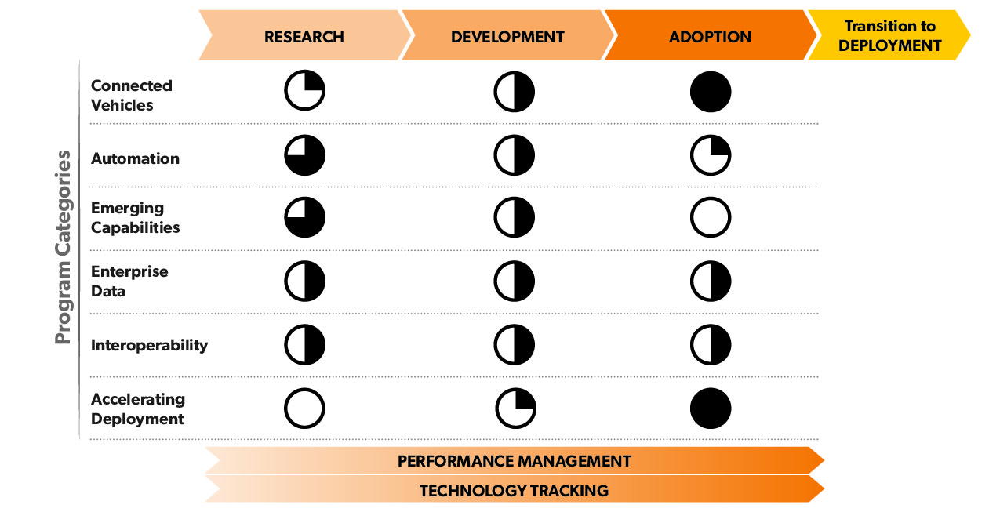 RESEARCH
DEVELOPMENT
ADOPTION
Transition to
DEPLOYMENT
Program Categories
Connected
Vehicles
Automation
Emerging
Capabilities
Enterprise
Data
Interoperability
Accelerating
Deployment
PERFORMANCE MANAGEMENT
TECHNOLOGY TRACKING